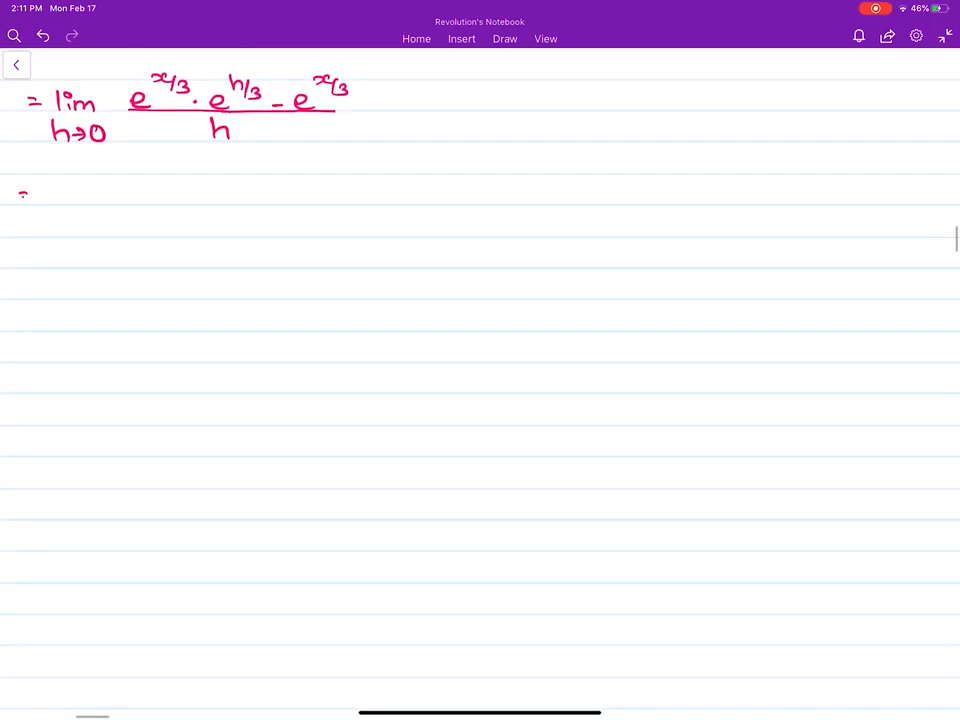 2:11 PM Mon Feb 17
46%
Revolution's Notebook
Home Insert Draw View
= lim e^{x/3} · e^{h/3} - e^{x/3}
h→0 h
=